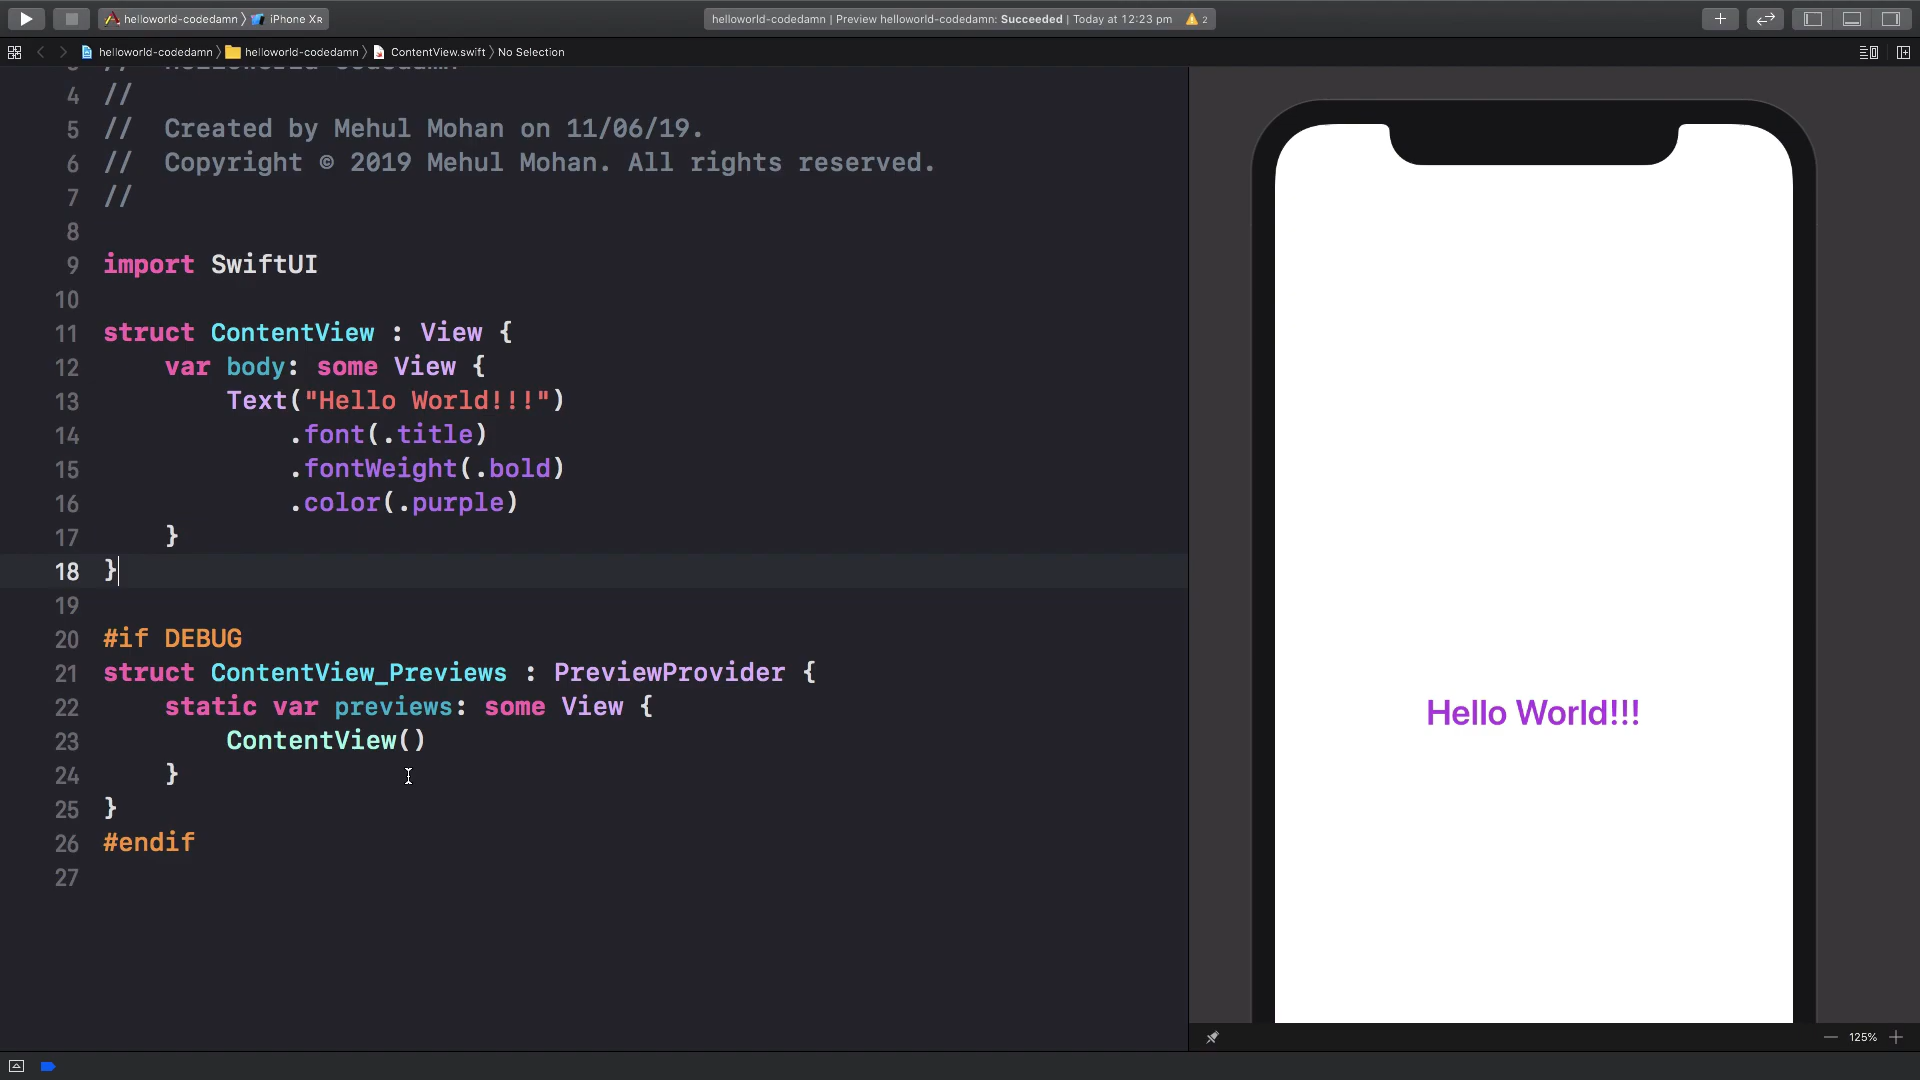 helloworld-codedamn 〉 iPhone XR
helloworld-codedamn | Preview helloworld-codedamn: Succeeded | Today at 12:23 pm 2
helloworld-codedamn 〉 helloworld-codedamn 〉 ContentView.swift 〉 No Selection
4 //
5 //  Created by Mehul Mohan on 11/06/19.
6 //  Copyright © 2019 Mehul Mohan. All rights reserved.
7 //
8
9 import SwiftUI
10
11 struct ContentView : View {
12     var body: some View {
13         Text("Hello World!!!")
14             .font(.title)
15             .fontWeight(.bold)
16             .color(.purple)
17     }
18 }
19
20 #if DEBUG
21 struct ContentView_Previews : PreviewProvider {
22     static var previews: some View {
23         ContentView()
24     }
25 }
26 #endif
27
Hello World!!!
125%